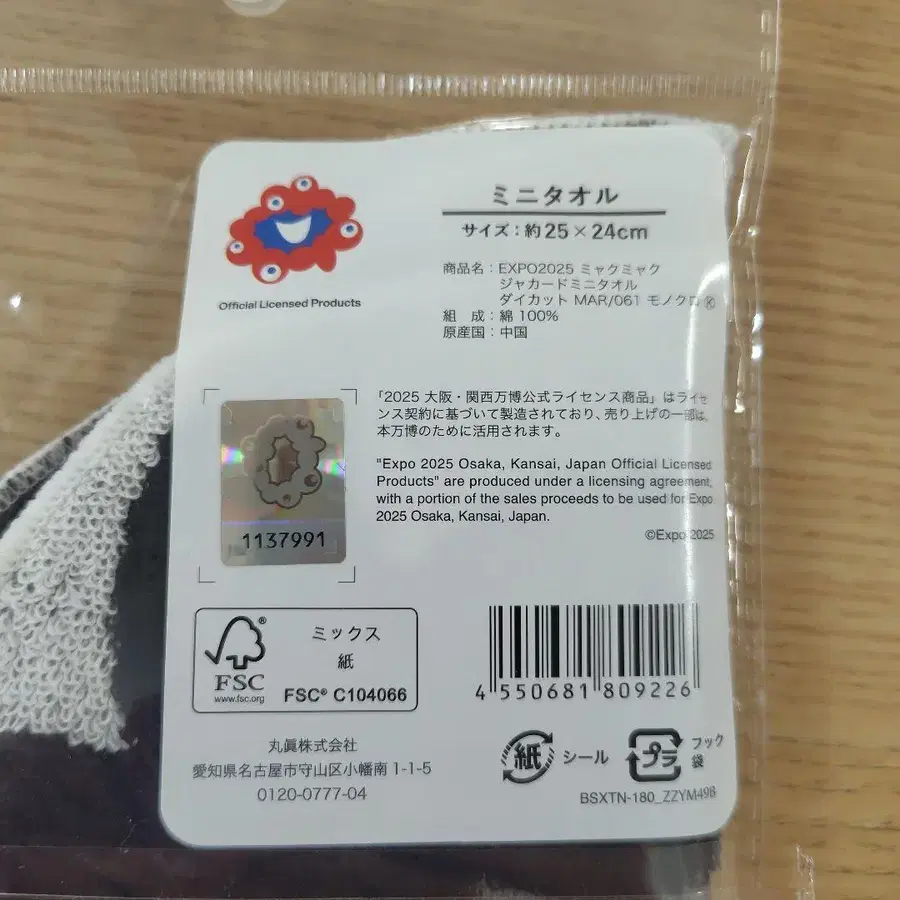 Official Licensed Products
ミニタオル
サイズ：約25×24cm
商品名：EXPO2025 ミャクミャク
ジャカードミニタオル
ダイカット MAR/061 モノクロ Ⓚ
組　成：綿 100%
原産国：中国
1137991
「2025 大阪・関西万博公式ライセンス商品」はライセ
ンス契約に基づいて製造されており、売り上げの一部は、
本万博のために活用されます。
"Expo 2025 Osaka, Kansai, Japan Official Licensed
Products" are produced under a licensing agreement,
with a portion of the sales proceeds to be used for Expo
2025 Osaka, Kansai, Japan.
©Expo 2025
FSC®
www.fsc.org
ミックス
紙
FSC® C104066
4 550681 809226
丸眞株式会社
愛知県名古屋市守山区小幡南 1-1-5
0120-0777-04
紙 シール
プラ フック
袋
BSXTN-180_ZZYM49B